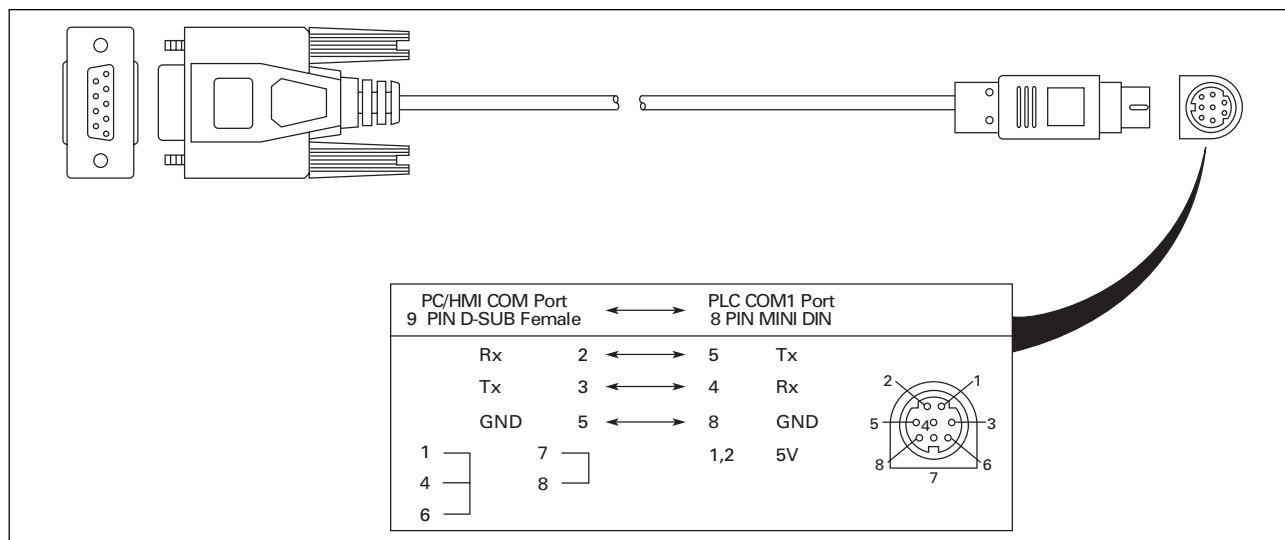 PC/HMI COM Port PLC COM1 Port
9 PIN D-SUB Female 8 PIN MINI DIN
Rx 2 5 Tx
Tx 3 4 Rx
GND 5 8 GND
1 7 1,2 5V
4 8
6
2 1
5 4 3
8 6
7